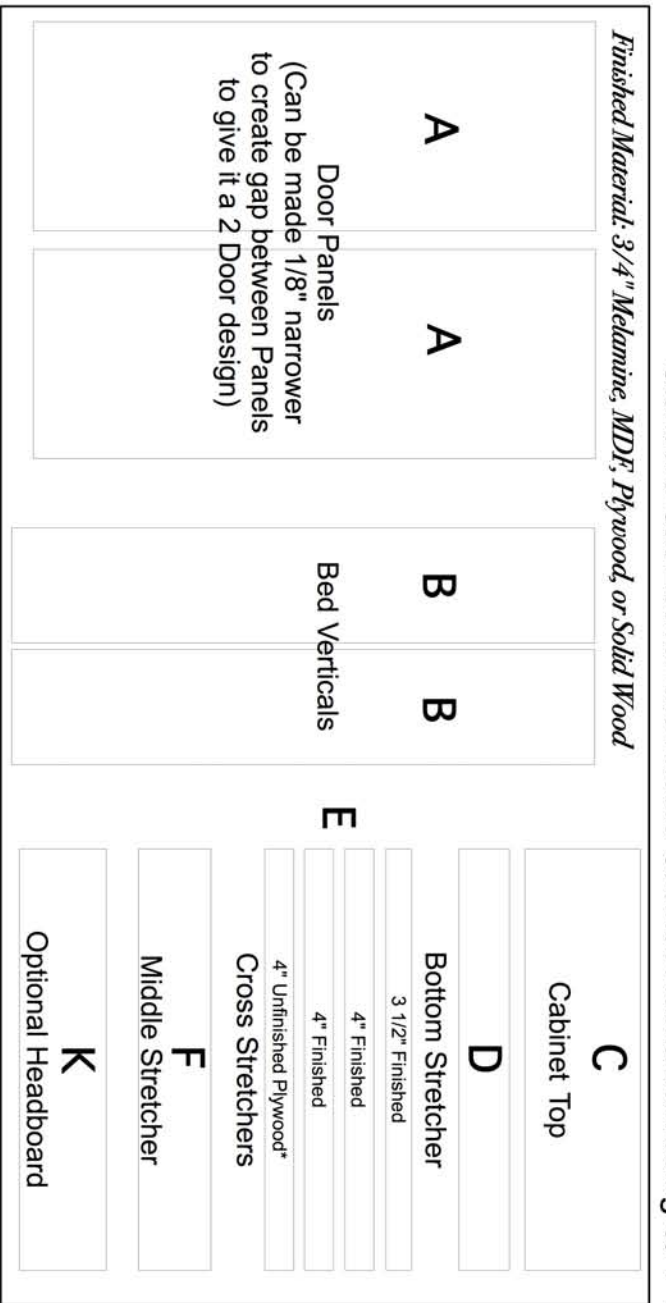 Finished Material: 3/4" Melamine, MDF, Plywood, or Solid Wood
A
A
Door Panels
(Can be made 1/8" narrower
to create gap between Panels
to give it a 2 Door design)
B
B
Bed Verticals
C
Cabinet Top
D
Bottom Stretcher
E
3 1/2" Finished
4" Finished
4" Finished
4" Unfinished Plywood*
Cross Stretchers
F
Middle Stretcher
K
Optional Headboard